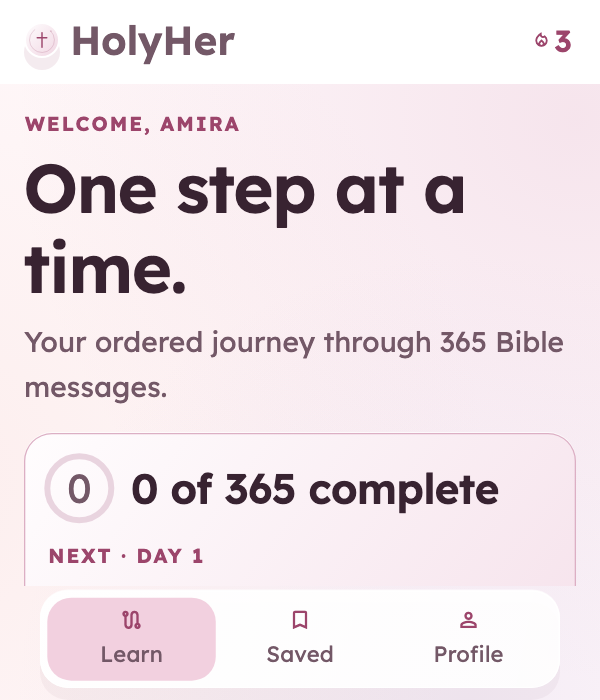 HolyHer
3
WELCOME, AMIRA
One step at a
time.
Your ordered journey through 365 Bible
messages.
0
0 of 365 complete
NEXT · DAY 1
Learn
Saved
Profile